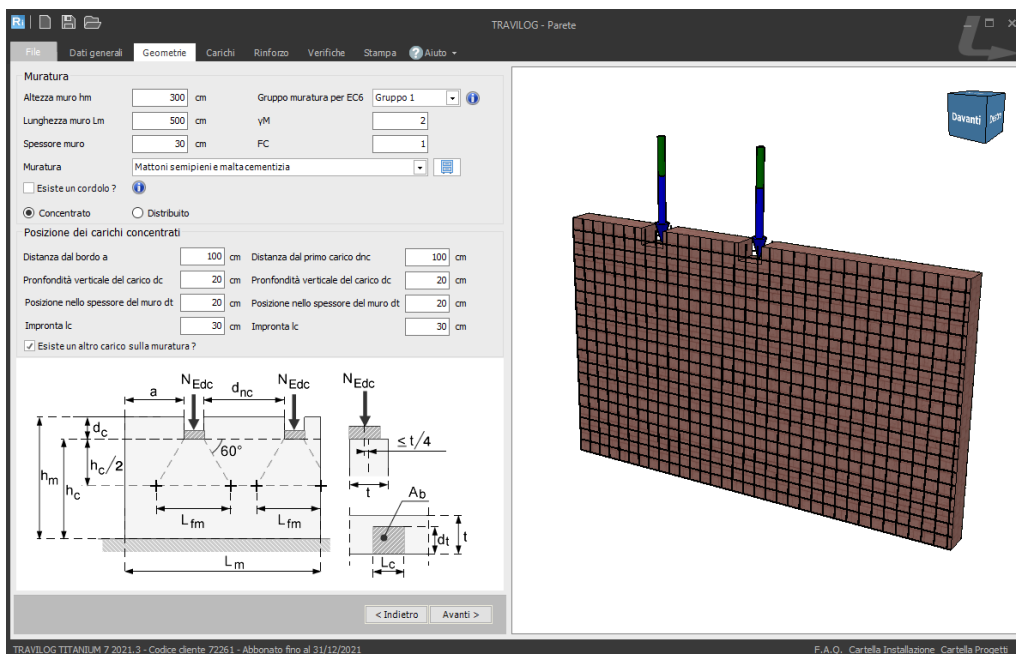 TRAVILOG - Parete
File Dati generali Geometrie Carichi Rinforzo Verifiche Stampa ? Aiuto
Muratura
Altezza muro hm 300 cm Gruppo muratura per EC6 Gruppo 1
Lunghezza muro Lm 500 cm γM 2
Spessore muro 30 cm FC 1
Muratura Mattoni semipieni e malta cementizia
Esiste un cordolo ?
Concentrato Distribuito
Posizione dei carichi concentrati
Distanza dal bordo a 100 cm Distanza dal primo carico dnc 100 cm
Pronfondità verticale del carico dc 20 cm Pronfondità verticale del carico dc 20 cm
Posizione nello spessore del muro dt 20 cm Posizione nello spessore del muro dt 20 cm
Impronta lc 30 cm Impronta lc 30 cm
Esiste un altro carico sulla muratura ?
a NEdc dnc NEdc NEdc
dc
60°
≤ t/4
hc/2
hm
hc
t
Lfm Lfm
Ab
dt t
Lc
Lm
Davanti
< Indietro Avanti >
TRAVILOG TITANIUM 7 2021.3 - Codice cliente 72261 - Abbonato fino al 31/12/2021 F.A.Q. Cartella Installazione Cartella Progetti